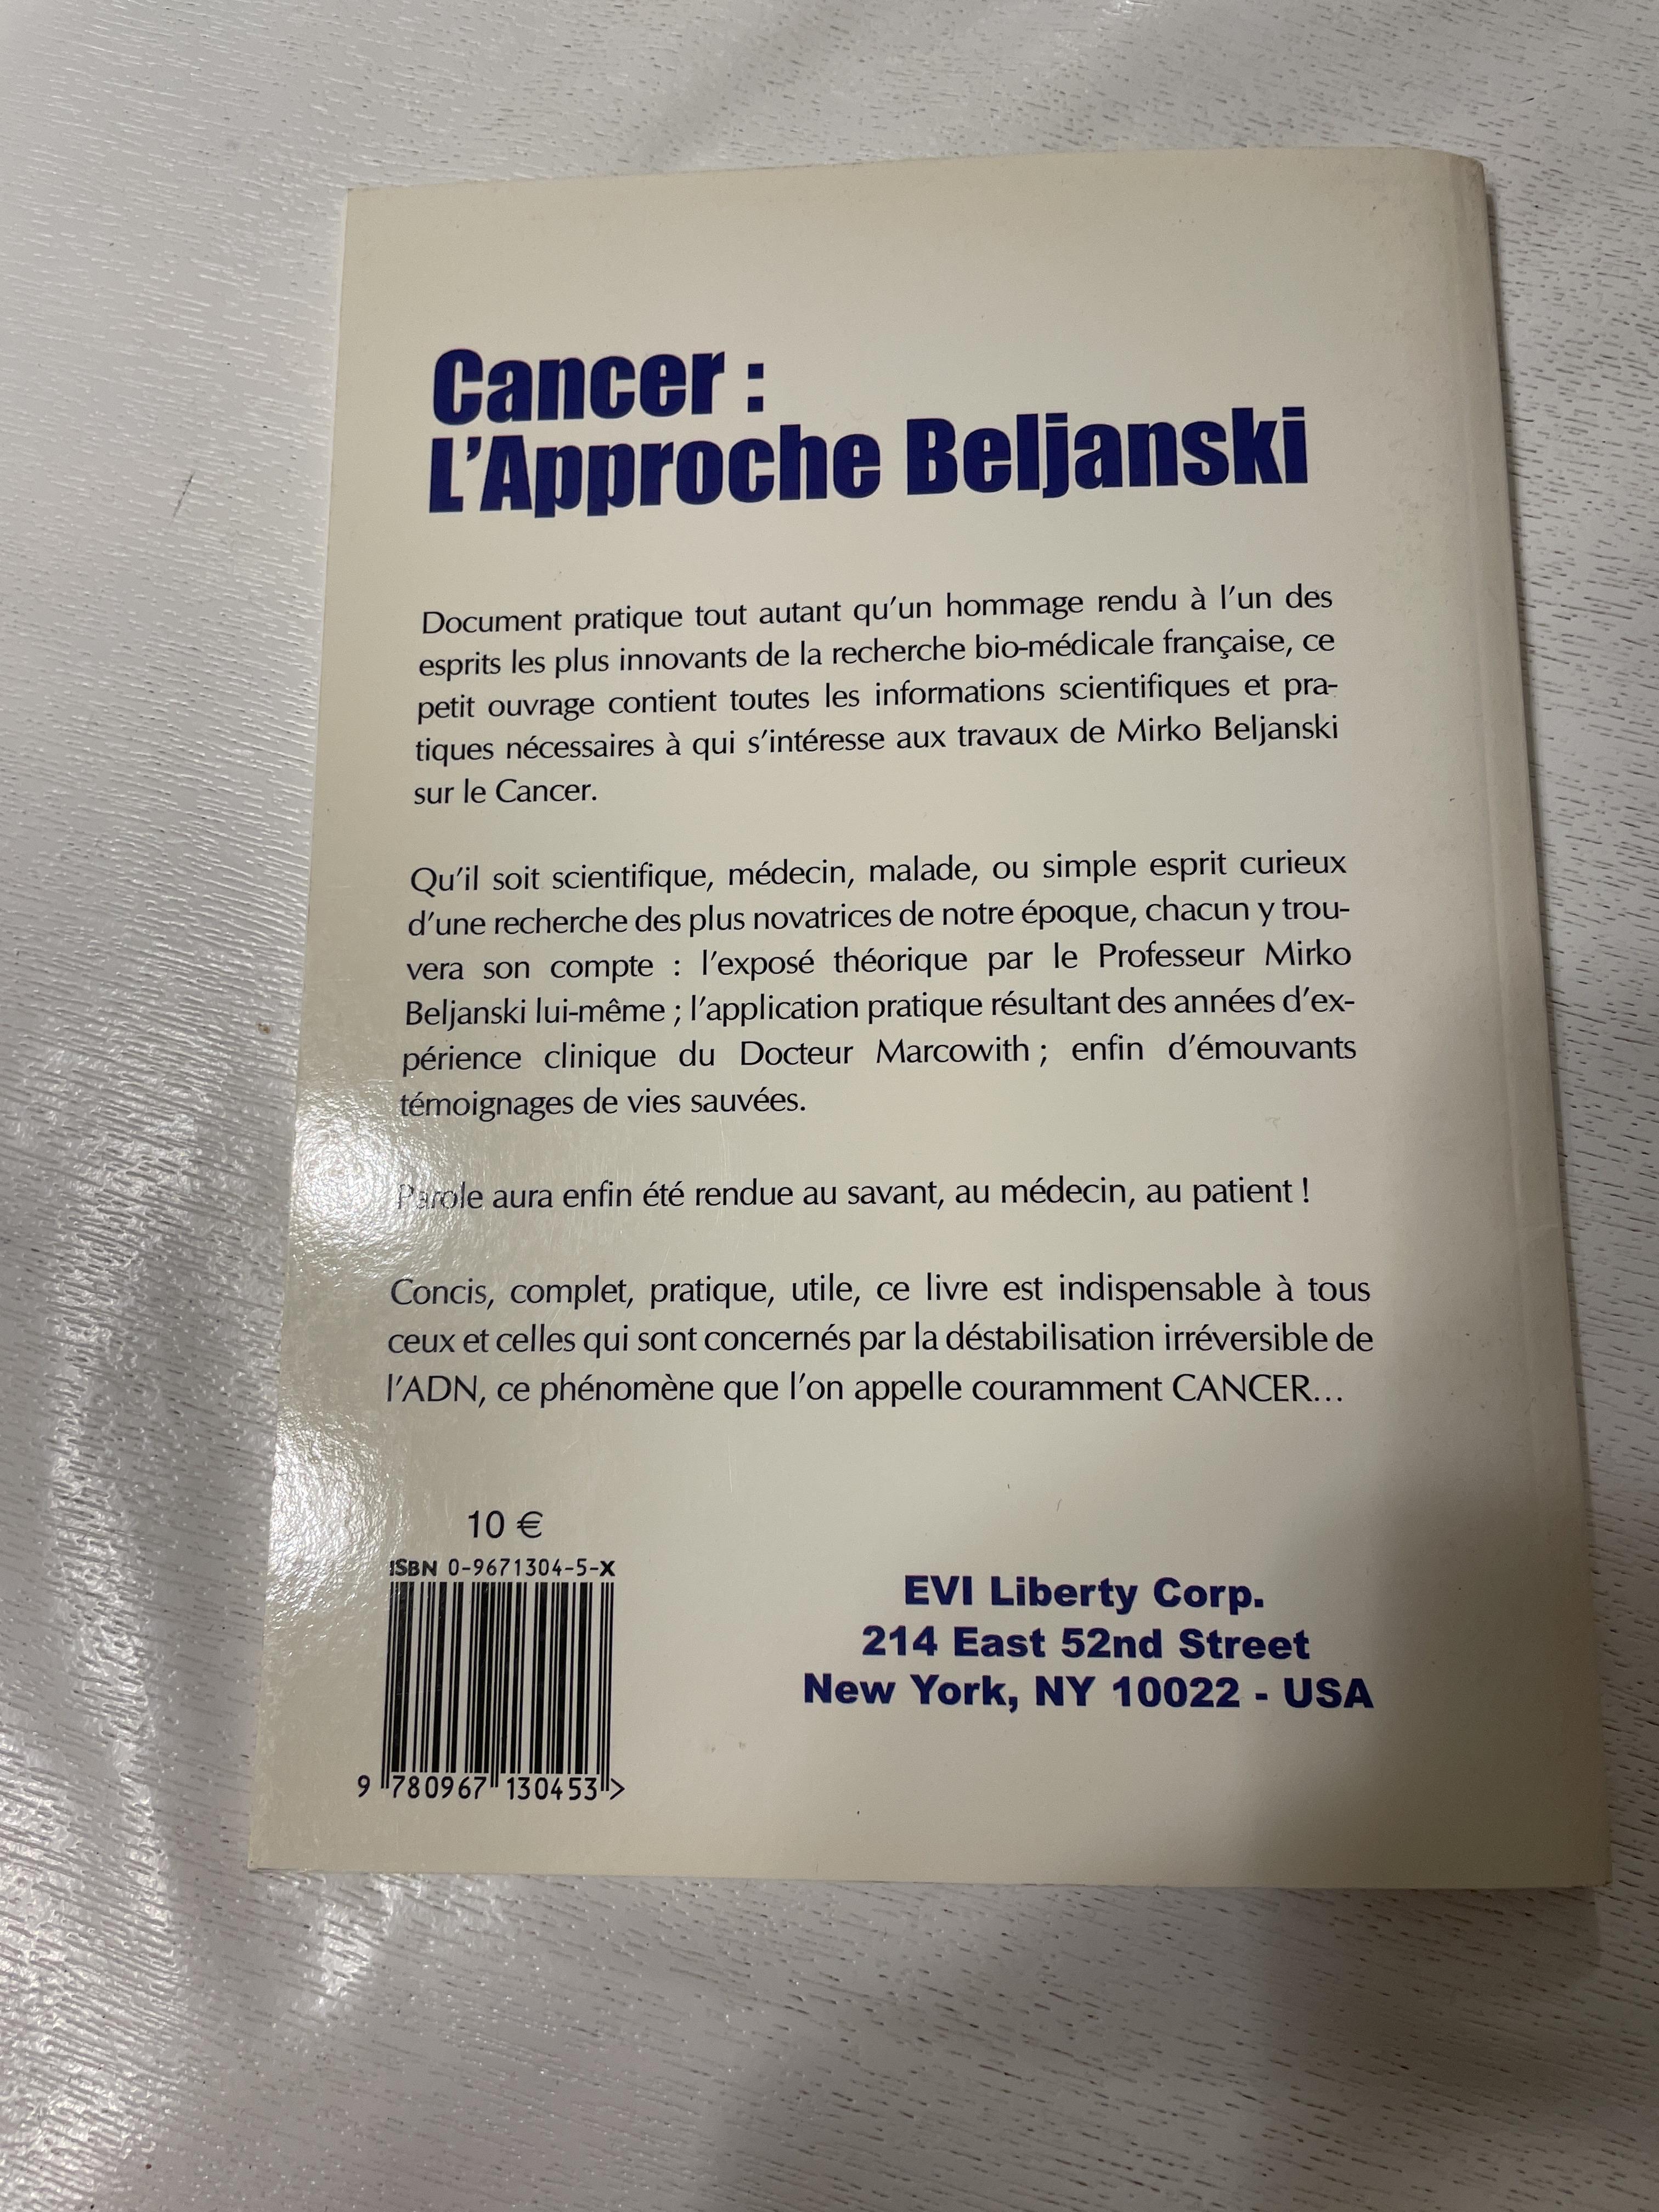 Cancer :
L'Approche Beljanski
Document pratique tout autant qu'un hommage rendu à l'un des
esprits les plus innovants de la recherche bio-médicale française, ce
petit ouvrage contient toutes les informations scientifiques et pra-
tiques nécessaires à qui s'intéresse aux travaux de Mirko Beljanski
sur le Cancer.
Qu'il soit scientifique, médecin, malade, ou simple esprit curieux
d'une recherche des plus novatrices de notre époque, chacun y trou-
vera son compte : l'exposé théorique par le Professeur Mirko
Beljanski lui-même ; l'application pratique résultant des années d'ex-
périence clinique du Docteur Marcowith ; enfin d'émouvants
témoignages de vies sauvées.
Parole aura enfin été rendue au savant, au médecin, au patient !
Concis, complet, pratique, utile, ce livre est indispensable à tous
ceux et celles qui sont concernés par la déstabilisation irréversible de
l'ADN, ce phénomène que l'on appelle couramment CANCER...
10 €
ISBN 0-9671304-5-X
9 780967 130453 >
EVI Liberty Corp.
214 East 52nd Street
New York, NY 10022 - USA